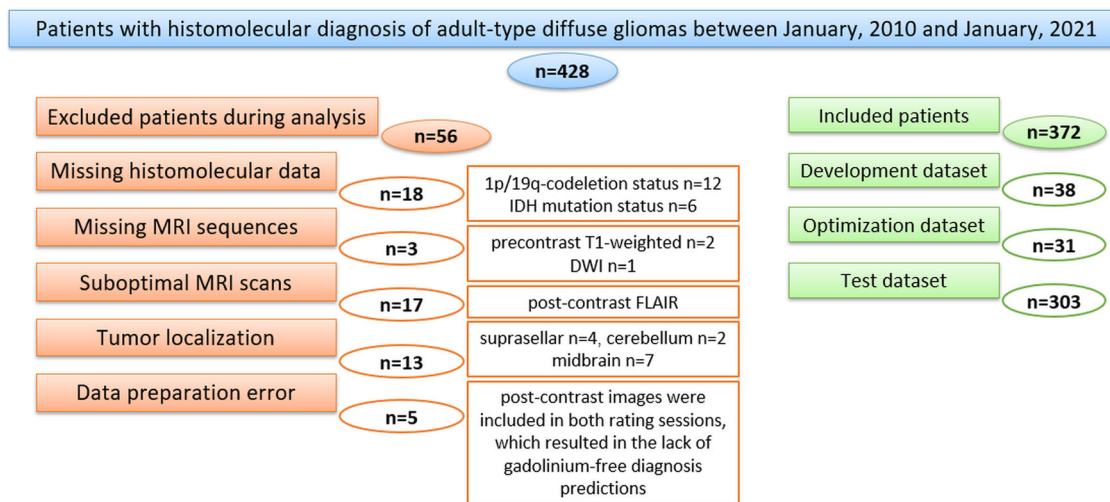 Patients with histomolecular diagnosis of adult-type diffuse gliomas between January, 2010 and January, 2021
n=428
Excluded patients during analysis
n=56
Missing histomolecular data
n=18
1p/19q-codeletion status n=12
IDH mutation status n=6
Missing MRI sequences
n=3
precontrast T1-weighted n=2
DWI n=1
Suboptimal MRI scans
n=17
post-contrast FLAIR
Tumor localization
n=13
suprasellar n=4, cerebellum n=2
midbrain n=7
Data preparation error
n=5
post-contrast images were
included in both rating sessions,
which resulted in the lack of
gadolinium-free diagnosis
predictions
Included patients
n=372
Development dataset
n=38
Optimization dataset
n=31
Test dataset
n=303